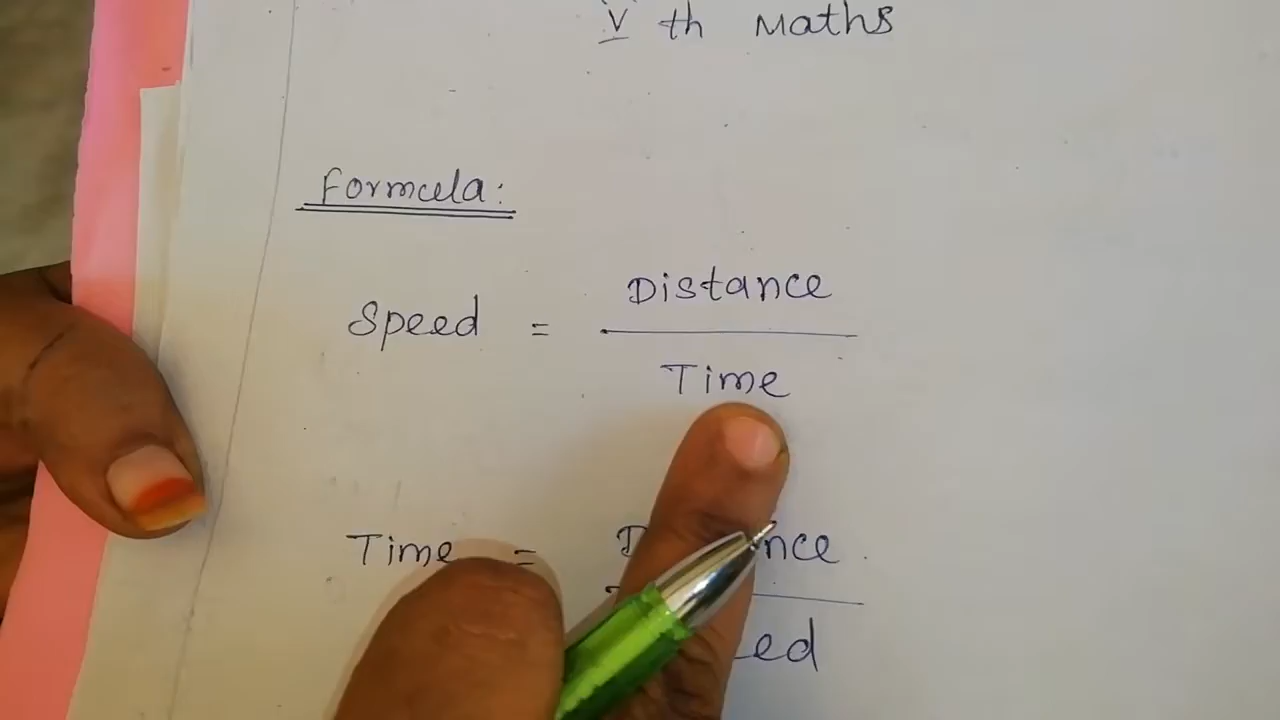 V th Maths
Formula:
Speed = Distance
Time
Time =